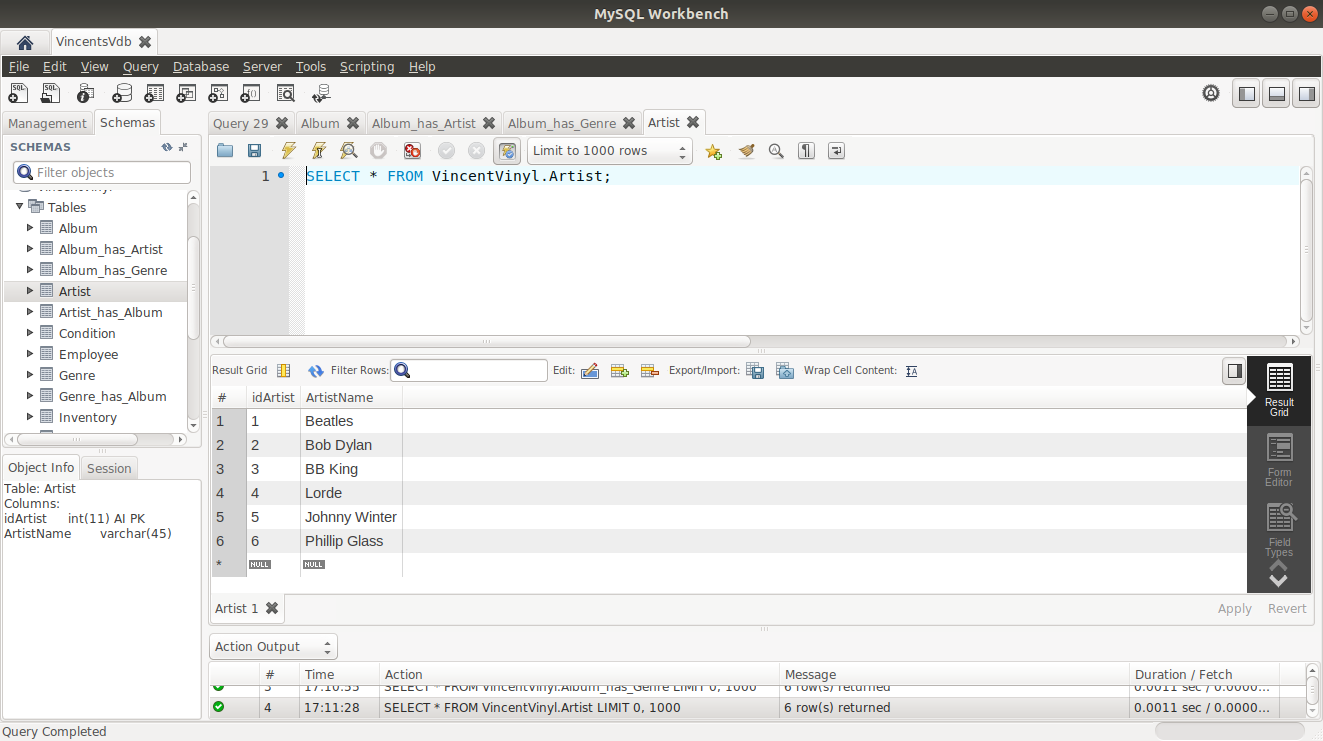 MySQL Workbench
VincentsVdb
File Edit View Query Database Server Tools Scripting Help
Management Schemas
Query 29 Album Album_has_Artist Album_has_Genre Artist
SCHEMAS
Filter objects
Limit to 1000 rows
1 SELECT * FROM VincentVinyl.Artist;
Tables
Album
Album_has_Artist
Album_has_Genre
Artist
Artist_has_Album
Condition
Employee
Genre
Genre_has_Album
Inventory
Object Info Session
Table: Artist
Columns:
idArtist int(11) AI PK
ArtistName varchar(45)
Result Grid Filter Rows: Edit: Export/Import: Wrap Cell Content:
# idArtist ArtistName
1 1 Beatles
2 2 Bob Dylan
3 3 BB King
4 4 Lorde
5 5 Johnny Winter
6 6 Phillip Glass
* NULL NULL
Result
Grid
Form
Editor
Field
Types
Artist 1 Apply Revert
Action Output
# Time Action Message Duration / Fetch
3 17:10:55 SELECT * FROM VincentVinyl.Album_has_Genre LIMIT 0, 1000 6 row(s) returned 0.0011 sec / 0.0000...
4 17:11:28 SELECT * FROM VincentVinyl.Artist LIMIT 0, 1000 6 row(s) returned 0.0011 sec / 0.0000...
Query Completed